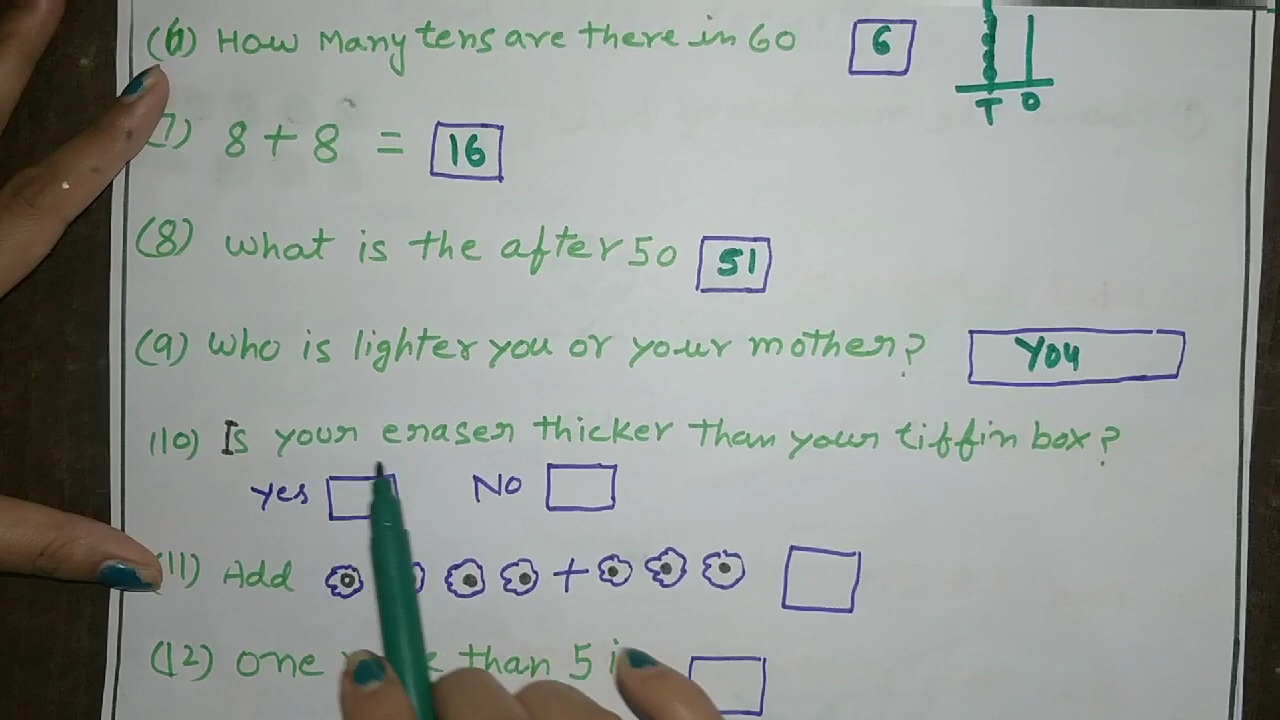 (6) How Many tens are there in 60 6
T O
7) 8 + 8 = 16
(8) what is the after 50 51
(9) who is lighter you or your mother? You
(10) Is your eraser thicker than your tiffin box?
Yes No
(11) Add +
(12) one than 5